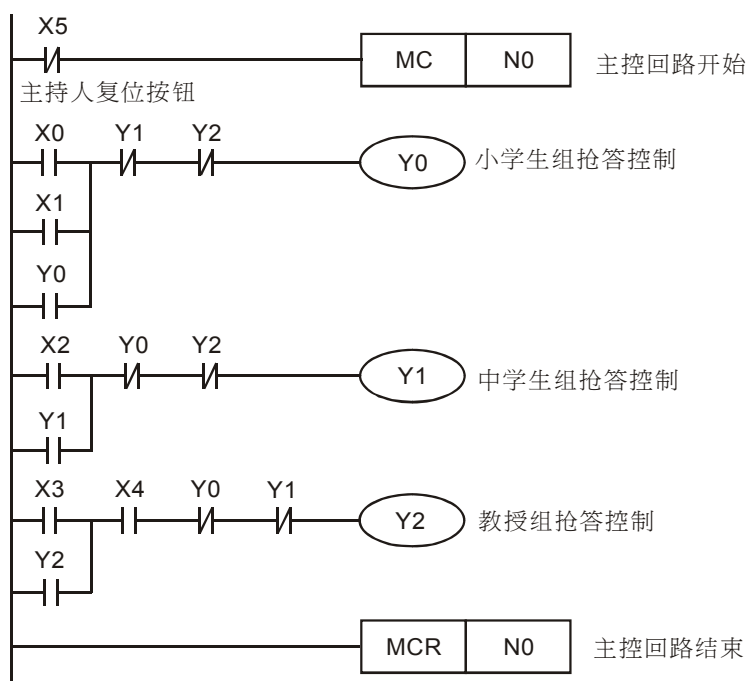 X5
MC N0 主控回路开始
主持人复位按钮
X0 Y1 Y2
Y0 小学生组抢答控制
X1
Y0
X2 Y0 Y2
Y1 中学生组抢答控制
Y1
X3 X4 Y0 Y1
Y2 教授组抢答控制
Y2
MCR N0 主控回路结束